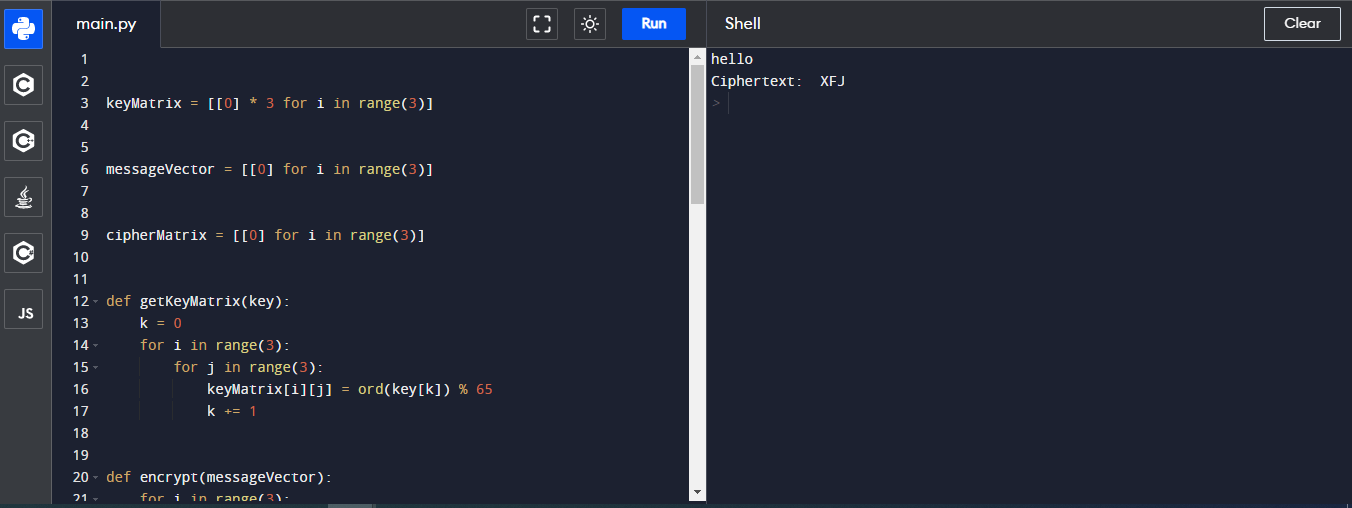 main.py
Run
Shell
Clear
1
2
3 keyMatrix = [[0] * 3 for i in range(3)]
4
5
6 messageVector = [[0] for i in range(3)]
7
8
9 cipherMatrix = [[0] for i in range(3)]
10
11
12 def getKeyMatrix(key):
13 k = 0
14 for i in range(3):
15 for j in range(3):
16 keyMatrix[i][j] = ord(key[k]) % 65
17 k += 1
18
19
20 def encrypt(messageVector):
21 for i in range(3):
hello
Ciphertext: XFJ
>
C
C++
C#
JS